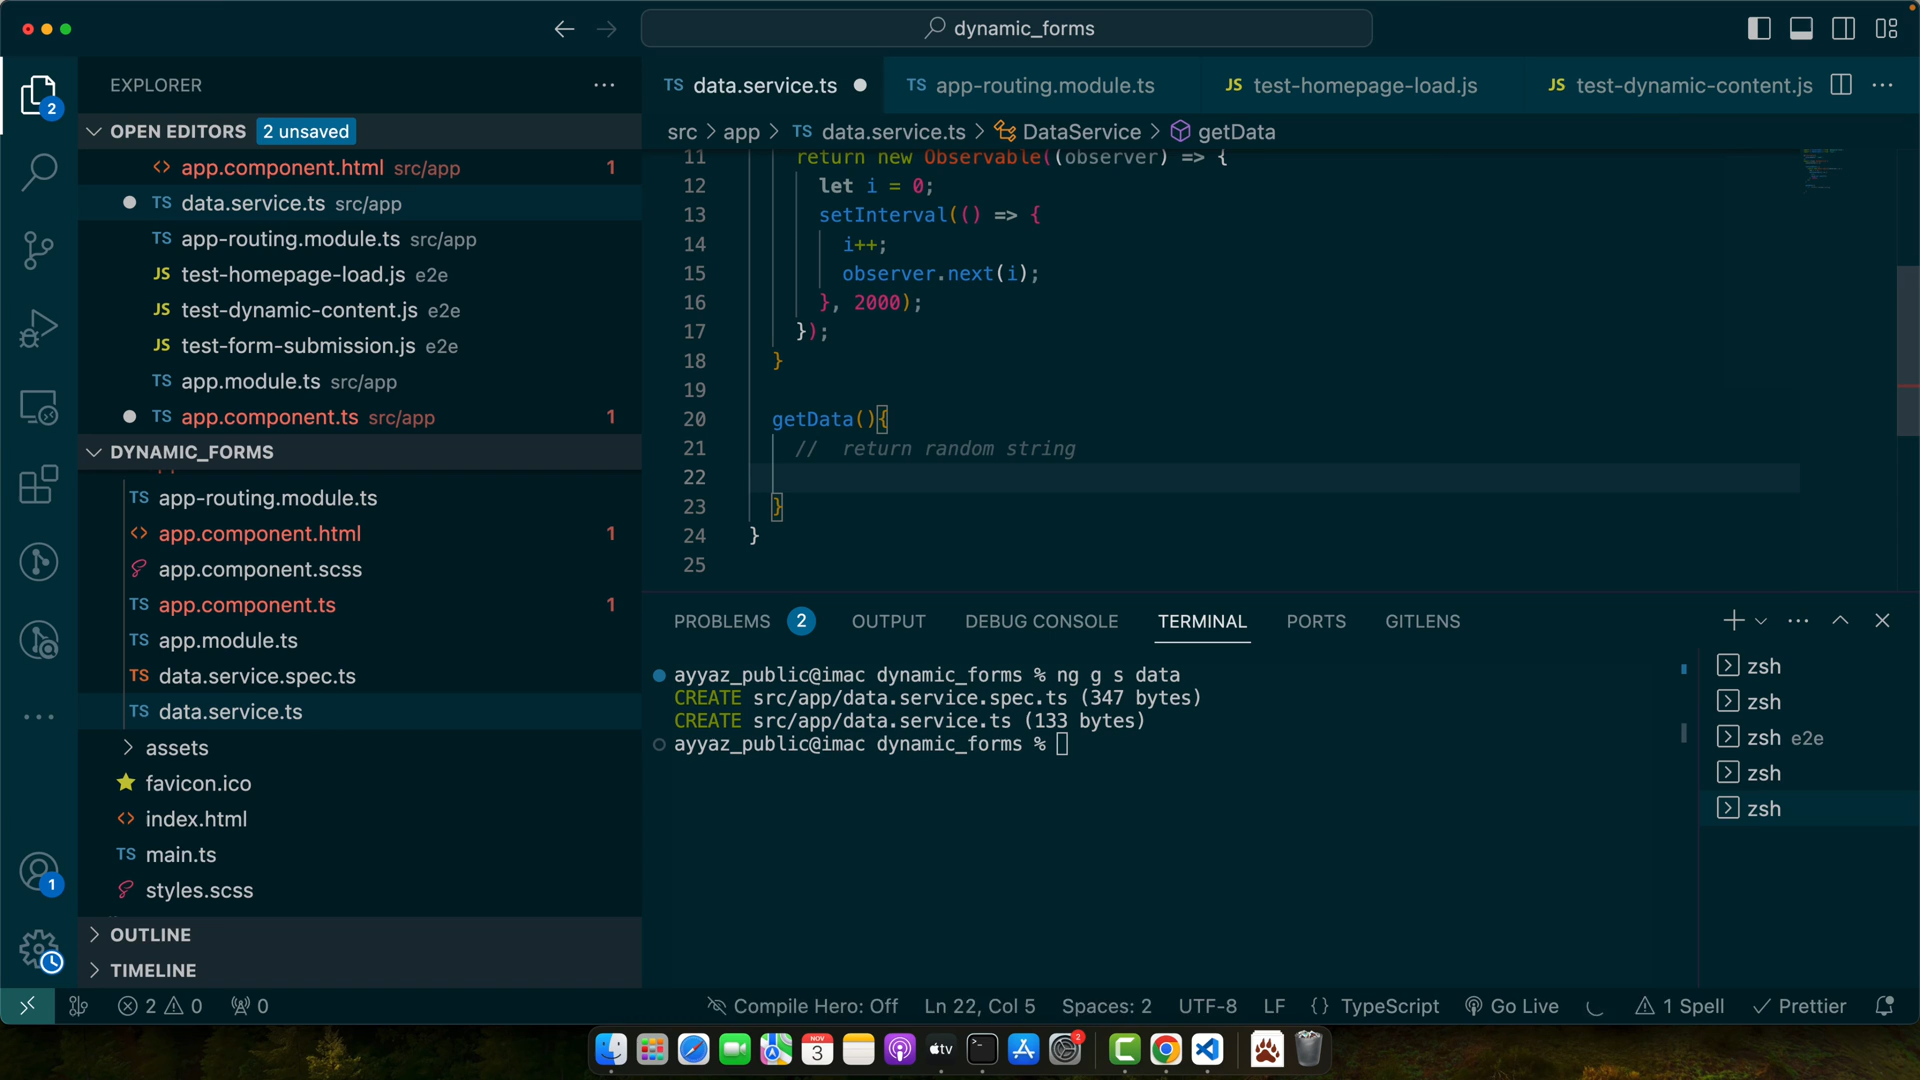 dynamic_forms
EXPLORER
OPEN EDITORS 2 unsaved
<> app.component.html src/app 1
TS data.service.ts src/app
TS app-routing.module.ts src/app
JS test-homepage-load.js e2e
JS test-dynamic-content.js e2e
JS test-form-submission.js e2e
TS app.module.ts src/app
TS app.component.ts src/app 1
DYNAMIC_FORMS
TS app-routing.module.ts
<> app.component.html 1
app.component.scss
TS app.component.ts 1
TS app.module.ts
TS data.service.spec.ts
TS data.service.ts
assets
favicon.ico
<> index.html
TS main.ts
styles.scss
OUTLINE
TIMELINE
2
1
TS data.service.ts
TS app-routing.module.ts
JS test-homepage-load.js
JS test-dynamic-content.js
src > app > TS data.service.ts > DataService > getData
11 return new Observable((observer) => {
12 let i = 0;
13 setInterval(() => {
14 i++;
15 observer.next(i);
16 }, 2000);
17 });
18 }
19
20 getData(){
21 // return random string
22
23 }
24 }
25
PROBLEMS 2 OUTPUT DEBUG CONSOLE TERMINAL PORTS GITLENS
ayyaz_public@imac dynamic_forms % ng g s data
CREATE src/app/data.service.spec.ts (347 bytes)
CREATE src/app/data.service.ts (133 bytes)
ayyaz_public@imac dynamic_forms %
zsh
zsh
zsh e2e
zsh
zsh
2 0 0 Compile Hero: Off Ln 22, Col 5 Spaces: 2 UTF-8 LF {} TypeScript Go Live 1 Spell Prettier
NOV
3
tv
2